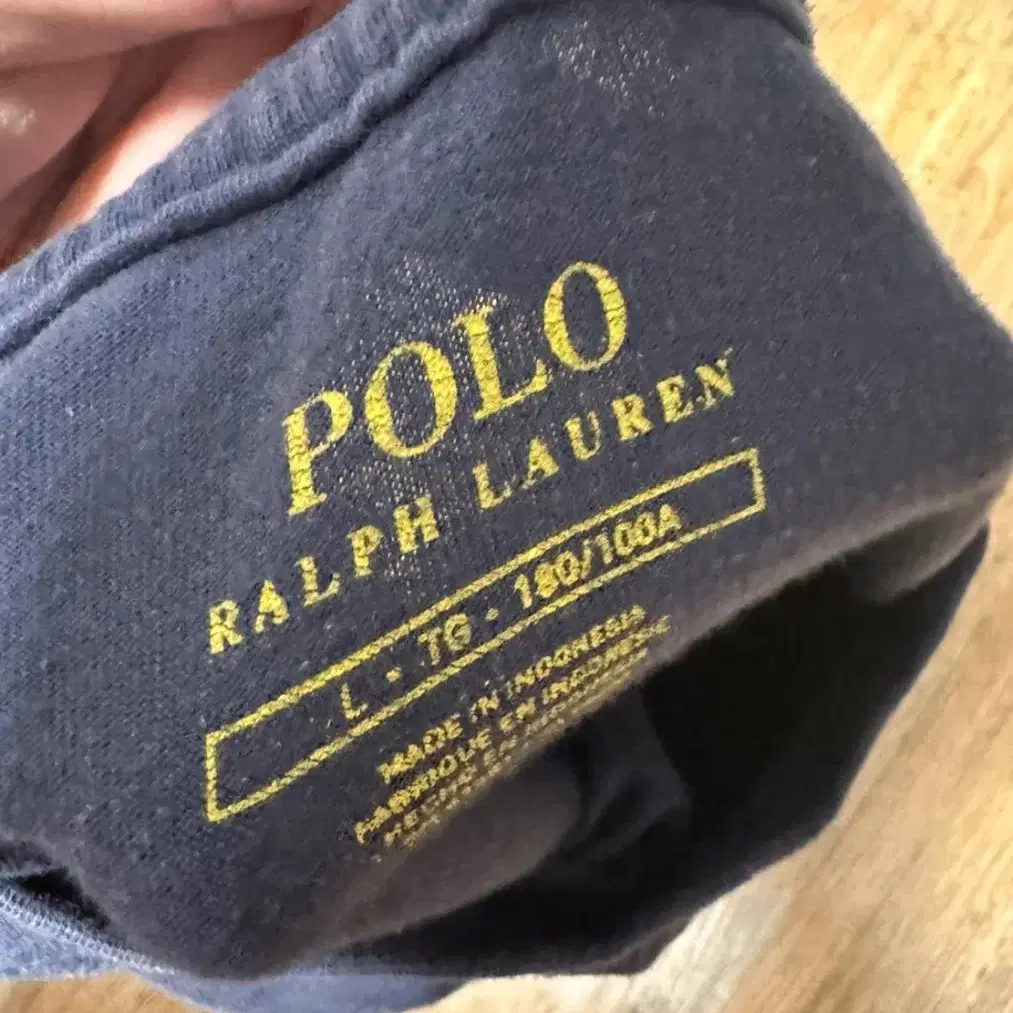 POLO
RALPH LAUREN
L · TG · 180/100A
MADE IN INDONESIA
FABRIQUÉ EN INDONÉSIE